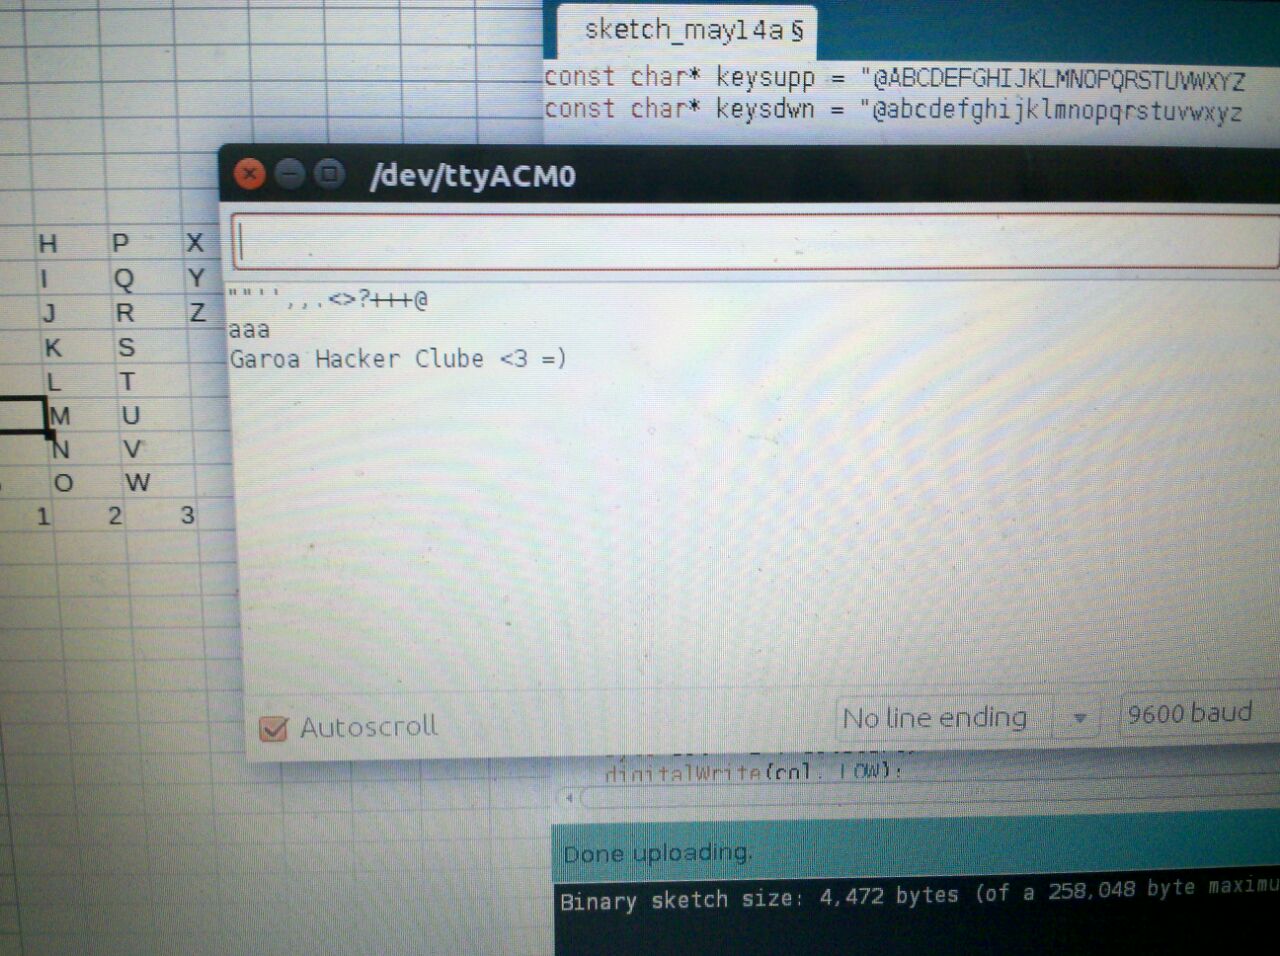 sketch_may14a §
const char* keysupp = "@ABCDEFGHIJKLMNOPQRSTUVWXYZ
const char* keysdwn = "@abcdefghijklmnopqrstuvwxyz
/dev/ttyACM0
""'',,.<>?+++@
aaa
Garoa Hacker Clube <3 =)
H P X
I Q Y
J R Z
K S
L T
M U
N V
O W
1 2 3
Autoscroll
No line ending
9600 baud
digitalWrite(cnl, LOW);
Done uploading.
Binary sketch size: 4,472 bytes (of a 258,048 byte maximu